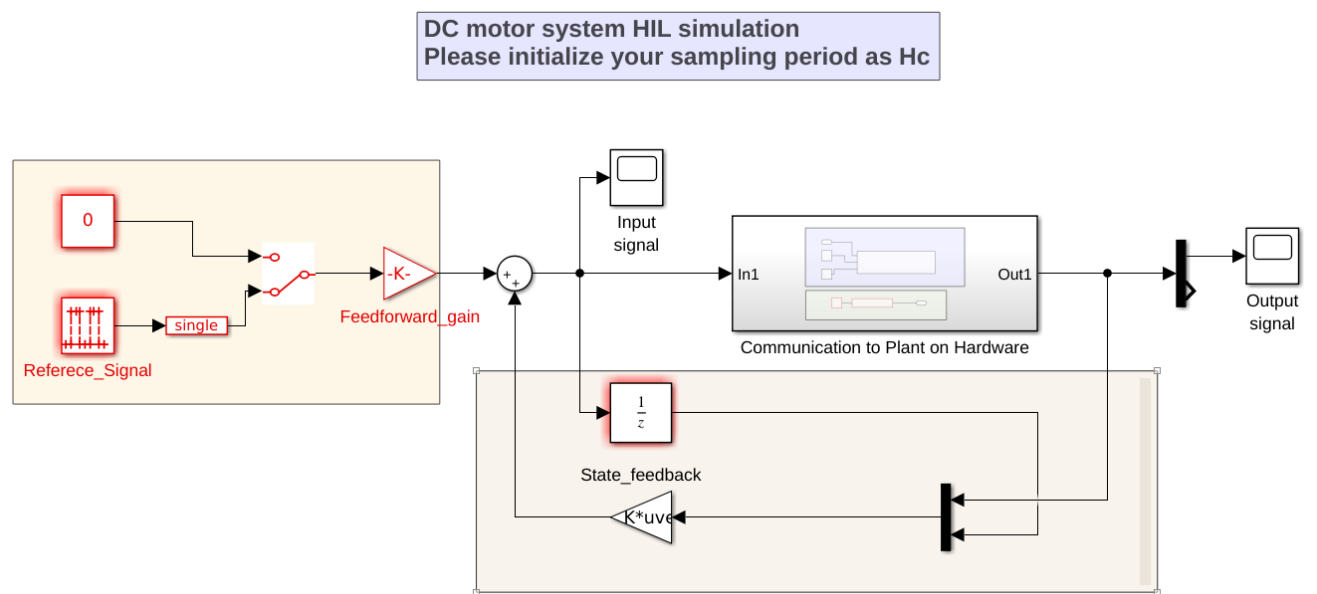 DC motor system HIL simulation
Please initialize your sampling period as Hc
0
single
Referece_Signal
-K-
Feedforward_gain
+
+
Input
signal
In1
Out1
Communication to Plant on Hardware
Output
signal
1
z
State_feedback
K*uve